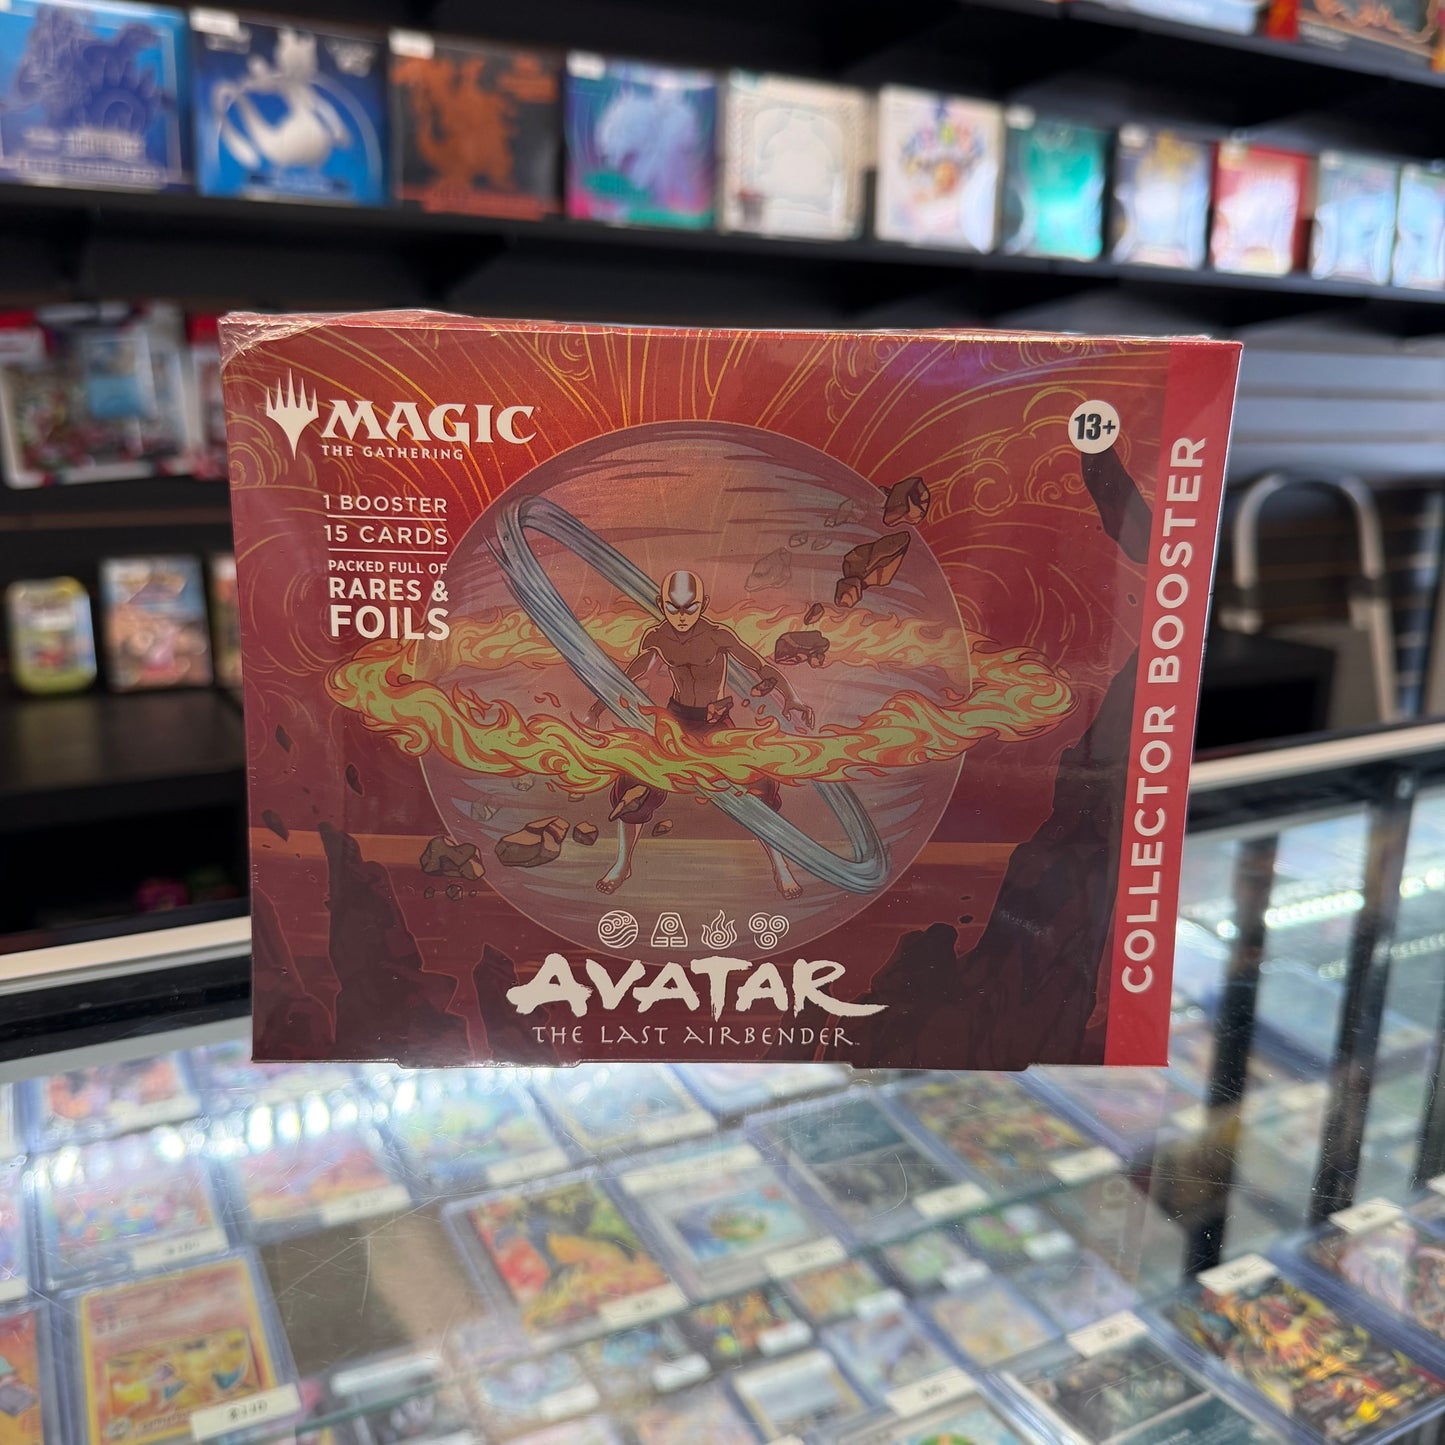 MAGIC
THE GATHERING
1 BOOSTER
15 CARDS
PACKED FULL OF
RARES &
FOILS
13+
COLLECTOR BOOSTER
AVATAR
THE LAST AIRBENDER